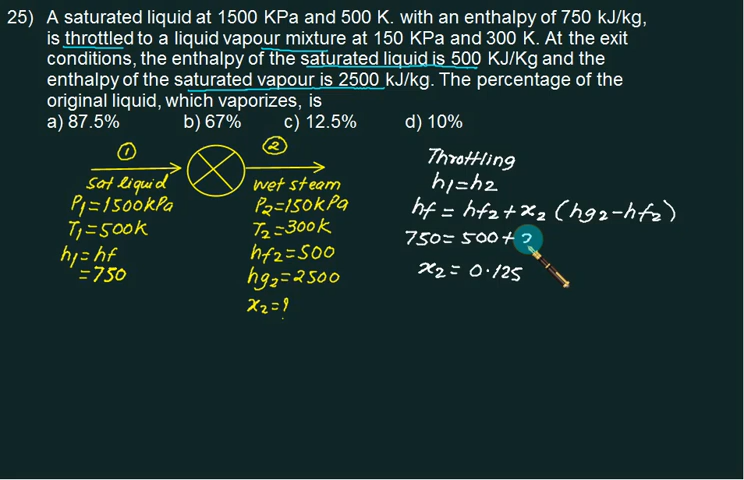 25) A saturated liquid at 1500 KPa and 500 K. with an enthalpy of 750 kJ/kg,
is throttled to a liquid vapour mixture at 150 KPa and 300 K. At the exit
conditions, the enthalpy of the saturated liquid is 500 KJ/Kg and the
enthalpy of the saturated vapour is 2500 kJ/kg. The percentage of the
original liquid, which vaporizes, is
a) 87.5% b) 67% c) 12.5% d) 10%
1
sat liquid
P1=1500kPa
T1=500K
h1=hf
=750
2
wet steam
P2=150kPa
T2=300K
hf2=500
hg2=2500
x2=?
Throttling
h1=h2
hf = hf2+x2 (hg2-hf2)
750=500+
x2= 0.125